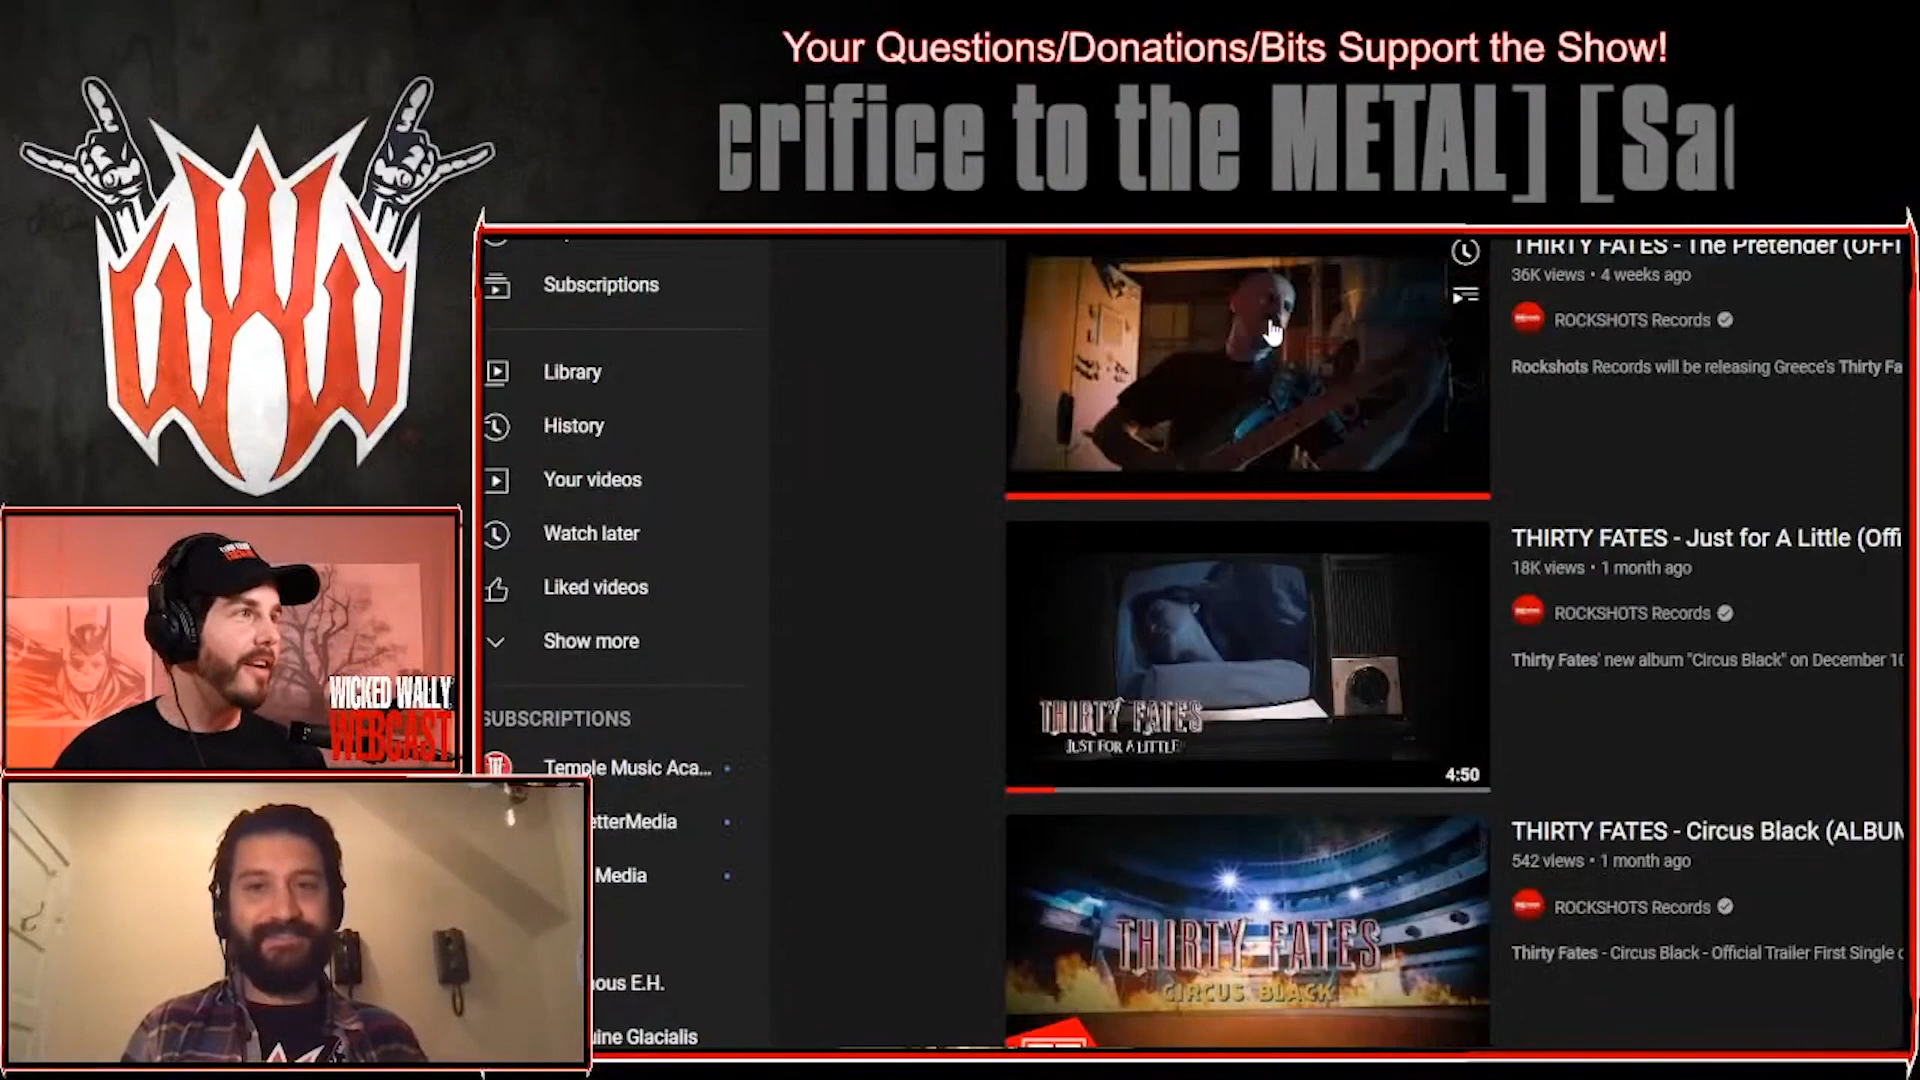 Your Questions/Donations/Bits Support the Show!
crifice to the METAL] [Sa
WWW
Subscriptions
Library
History
Your videos
Watch later
Liked videos
Show more
SUBSCRIPTIONS
Temple Music Aca...
etterMedia
Media
ous E.H.
uine Glacialis
THIRTY FATES - The Pretender (OFFI
36K views • 4 weeks ago
ROCKSHOTS Records
Rockshots Records will be releasing Greece's Thirty Fa
THIRTY FATES
JUST FOR A LITTLE
4:50
THIRTY FATES - Just for A Little (Offi
18K views • 1 month ago
ROCKSHOTS Records
Thirty Fates' new album "Circus Black" on December 10
THIRTY FATES
CIRCUS BLACK
THIRTY FATES - Circus Black (ALBUM
542 views • 1 month ago
ROCKSHOTS Records
Thirty Fates - Circus Black - Official Trailer First Single o
WICKED WALLY
WEBCAST